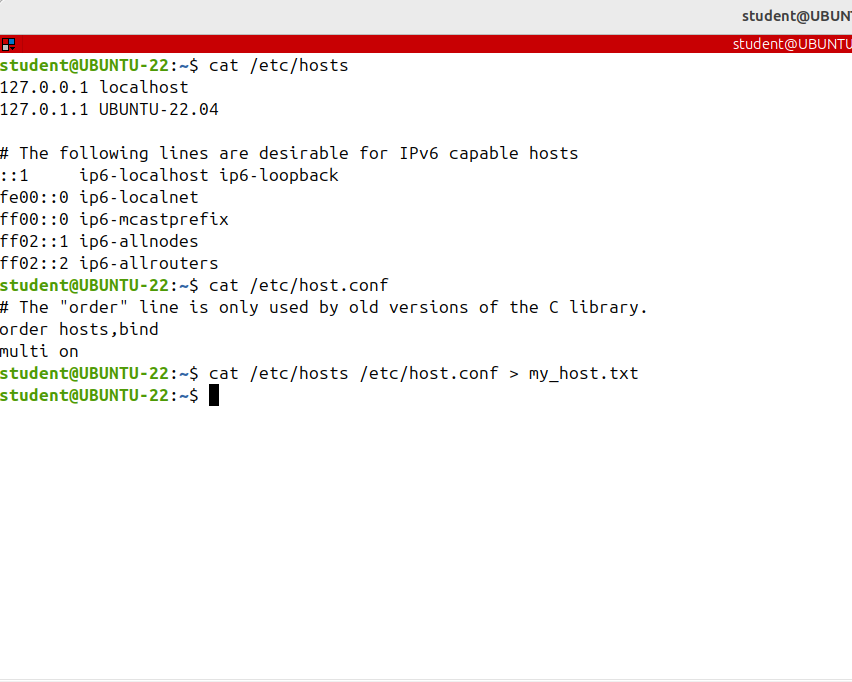 student@UBUN
student@UBUNTU
student@UBUNTU-22:~$ cat /etc/hosts
127.0.0.1 localhost
127.0.1.1 UBUNTU-22.04
# The following lines are desirable for IPv6 capable hosts
::1     ip6-localhost ip6-loopback
fe00::0 ip6-localnet
ff00::0 ip6-mcastprefix
ff02::1 ip6-allnodes
ff02::2 ip6-allrouters
student@UBUNTU-22:~$ cat /etc/host.conf
# The "order" line is only used by old versions of the C library.
order hosts,bind
multi on
student@UBUNTU-22:~$ cat /etc/hosts /etc/host.conf > my_host.txt
student@UBUNTU-22:~$